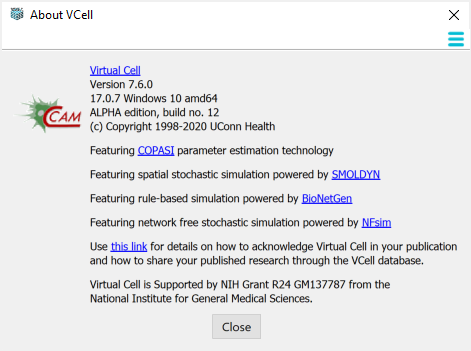 About VCell
Virtual Cell
Version 7.6.0
17.0.7 Windows 10 amd64
ALPHA edition, build no. 12
(c) Copyright 1998-2020 UConn Health
CCAM
Featuring COPASI parameter estimation technology
Featuring spatial stochastic simulation powered by SMOLDYN
Featuring rule-based simulation powered by BioNetGen
Featuring network free stochastic simulation powered by NFsim
Use this link for details on how to acknowledge Virtual Cell in your publication
and how to share your published research through the VCell database.
Virtual Cell is Supported by NIH Grant R24 GM137787 from the
National Institute for General Medical Sciences.
Close